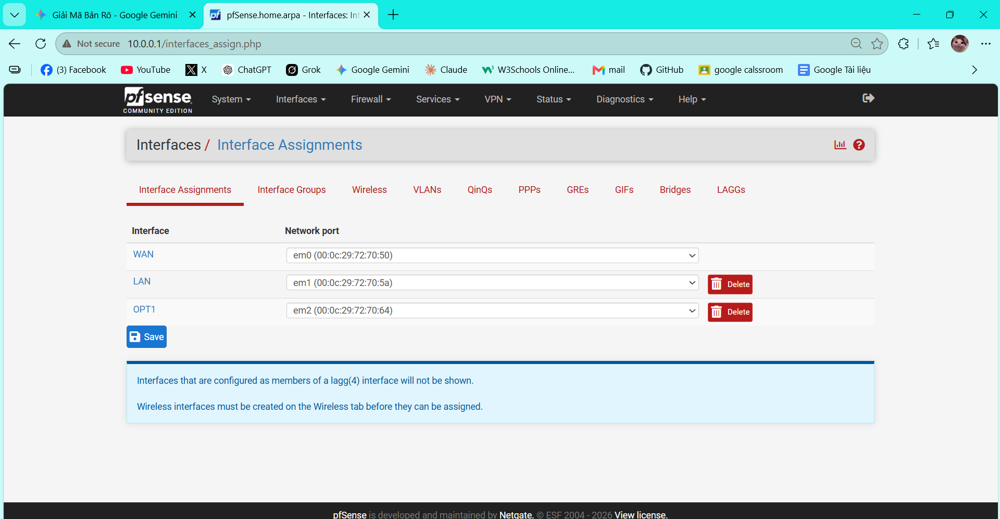 Giải Mã Bản Rõ - Google Gemini
pfSense.home.arpa - Interfaces: Int
Not secure 10.0.0.1/interfaces_assign.php
(3) Facebook YouTube X ChatGPT Grok Google Gemini Claude W3Schools Online... mail GitHub google calssroom Google Tài liệu
pfsense COMMUNITY EDITION
System Interfaces Firewall Services VPN Status Diagnostics Help
Interfaces / Interface Assignments
Interface Assignments Interface Groups Wireless VLANs QinQs PPPs GREs GIFs Bridges LAGGs
Interface Network port
WAN em0 (00:0c:29:72:70:50)
LAN em1 (00:0c:29:72:70:5a) Delete
OPT1 em2 (00:0c:29:72:70:64) Delete
Save
Interfaces that are configured as members of a lagg(4) interface will not be shown.
Wireless interfaces must be created on the Wireless tab before they can be assigned.
pfSense is developed and maintained by Netgate. © ESF 2004 - 2026 View license.